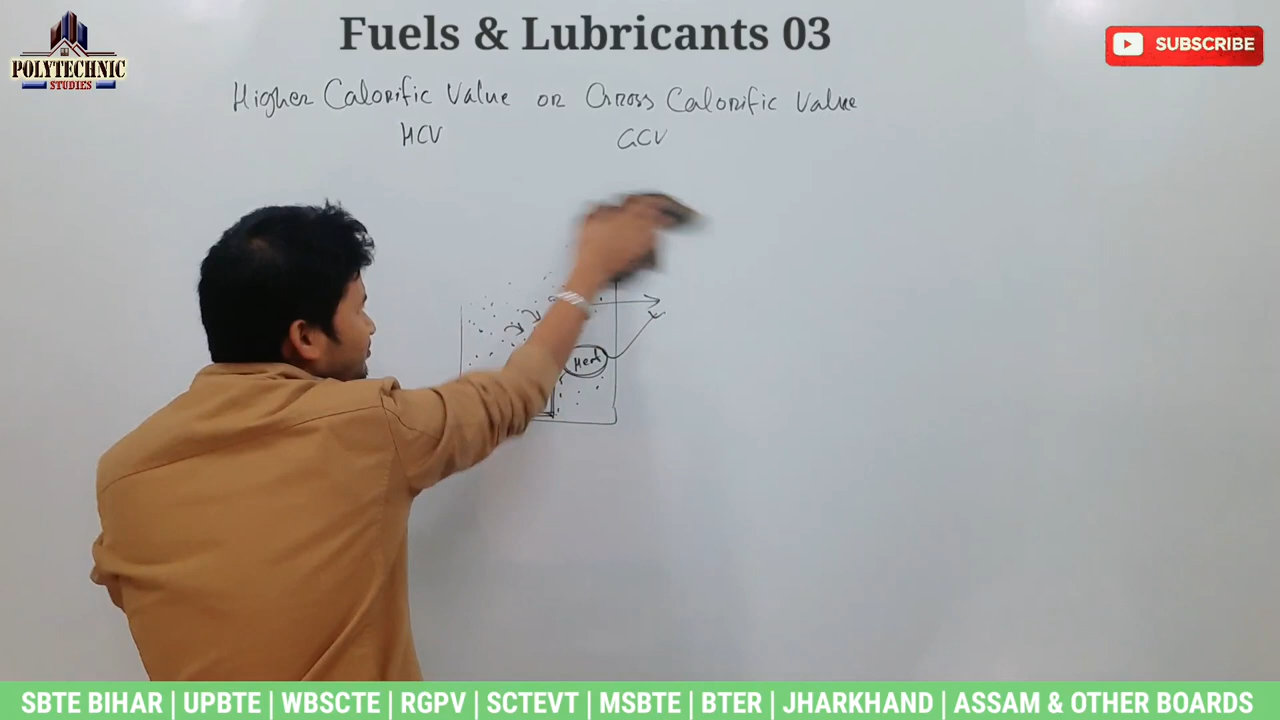 Fuels & Lubricants 03
POLYTECHNIC
STUDIES
SUBSCRIBE
Higher Calorific Value or Gross Calorific Value
HCV GCV
Heat
SBTE BIHAR | UPBTE | WBSCTE | RGPV | SCTEVT | MSBTE | BTER | JHARKHAND | ASSAM & OTHER BOARDS